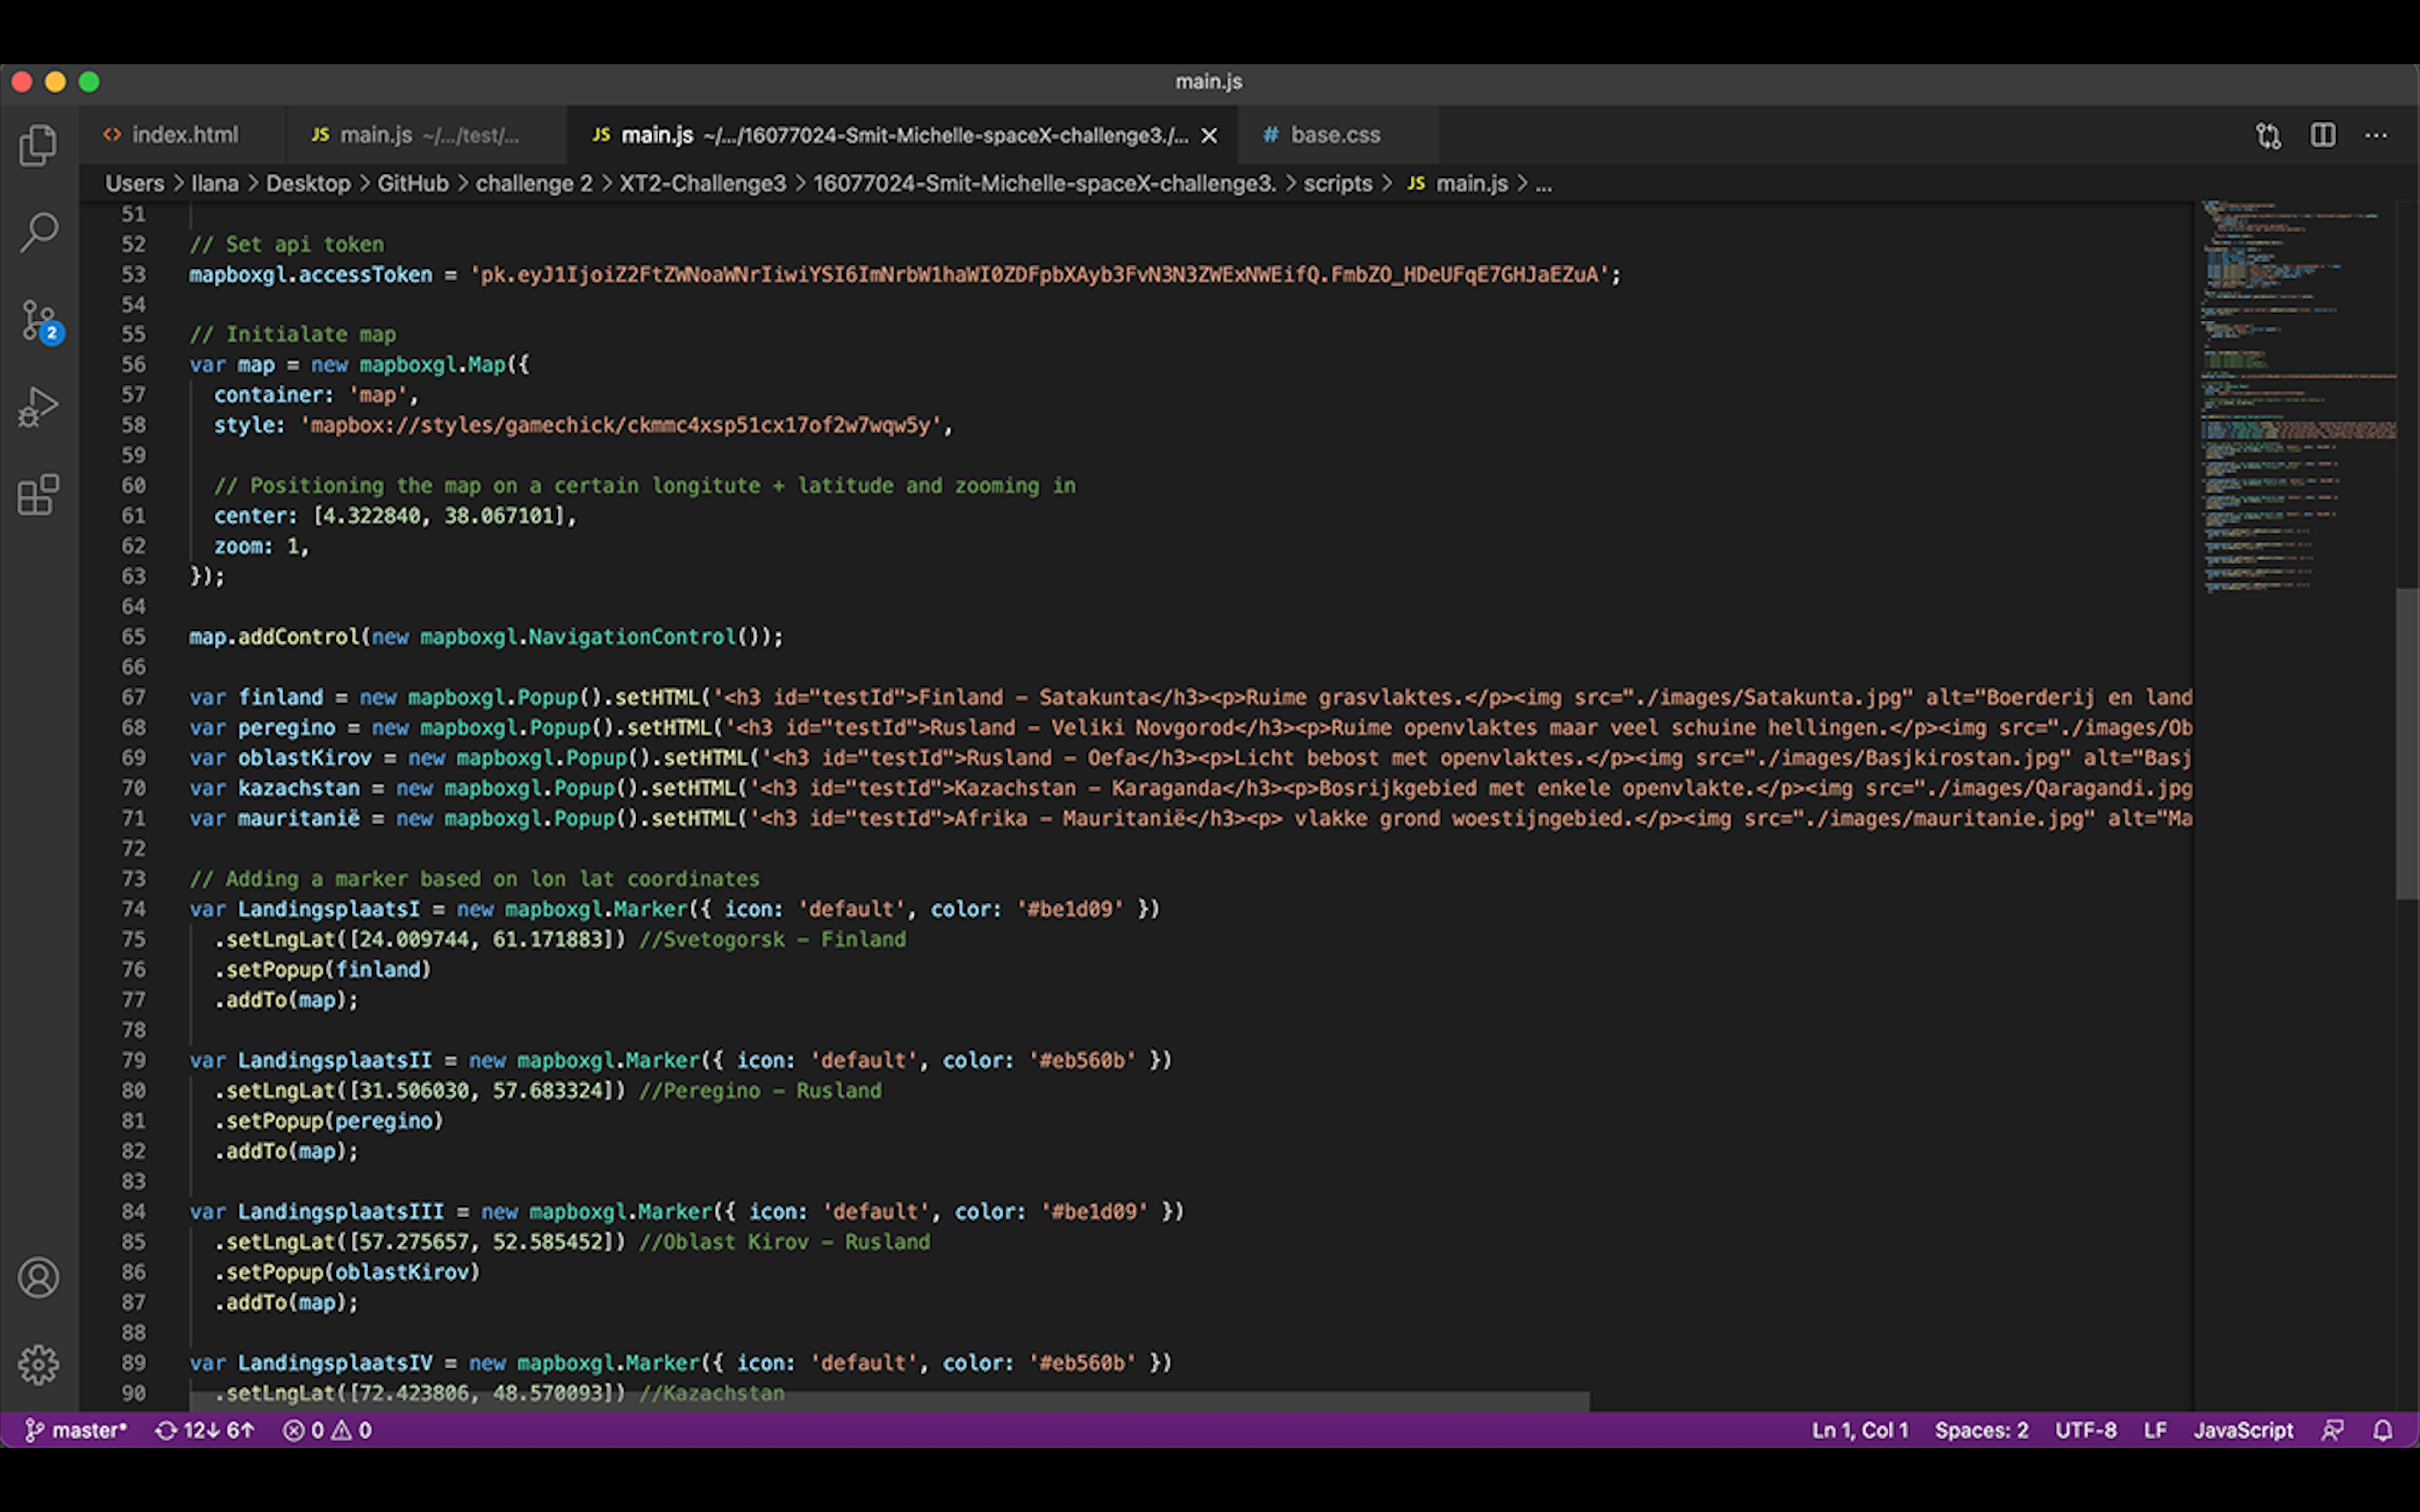 main.js
index.html
JS main.js ~/.../test/...
JS main.js ~/.../16077024-Smit-Michelle-spaceX-challenge3./...
# base.css
Users > Ilana > Desktop > GitHub > challenge 2 > XT2-Challenge3 > 16077024-Smit-Michelle-spaceX-challenge3. > scripts > JS main.js > ...
51
52 // Set api token
53 mapboxgl.accessToken = 'pk.eyJ1IjoiZ2FtZWNoaWNrIiwiYSI6ImNrbW1haWI0ZDFpbXAyb3FvN3N3ZWExNWEifQ.FmbZO_HDeUFqE7GHJaEZuA';
54
55 // Initialate map
56 var map = new mapboxgl.Map({
57 container: 'map',
58 style: 'mapbox://styles/gamechick/ckmmc4xsp51cx17of2w7wqw5y',
59
60 // Positioning the map on a certain longitute + latitude and zooming in
61 center: [4.322840, 38.067101],
62 zoom: 1,
63 });
64
65 map.addControl(new mapboxgl.NavigationControl());
66
67 var finland = new mapboxgl.Popup().setHTML('<h3 id="testId">Finland – Satakunta</h3><p>Ruime grasvlaktes.</p><img src="./images/Satakunta.jpg" alt="Boerderij en land
68 var peregino = new mapboxgl.Popup().setHTML('<h3 id="testId">Rusland – Veliki Novgorod</h3><p>Ruime openvlaktes maar veel schuine hellingen.</p><img src="./images/Ob
69 var oblastKirov = new mapboxgl.Popup().setHTML('<h3 id="testId">Rusland – Oefa</h3><p>Licht bebost met openvlaktes.</p><img src="./images/Basjkirostan.jpg" alt="Basj
70 var kazachstan = new mapboxgl.Popup().setHTML('<h3 id="testId">Kazachstan – Karaganda</h3><p>Bosrijkgebied met enkele openvlakte.</p><img src="./images/Qaragandi.jpg
71 var mauritanië = new mapboxgl.Popup().setHTML('<h3 id="testId">Afrika – Mauritanië</h3><p> vlakke grond woestijngebied.</p><img src="./images/mauritanie.jpg" alt="Ma
72
73 // Adding a marker based on lon lat coordinates
74 var LandingsplaatsI = new mapboxgl.Marker({ icon: 'default', color: '#be1d09' })
75 .setLngLat([24.009744, 61.171883]) //Svetogorsk – Finland
76 .setPopup(finland)
77 .addTo(map);
78
79 var LandingsplaatsII = new mapboxgl.Marker({ icon: 'default', color: '#eb560b' })
80 .setLngLat([31.506030, 57.683324]) //Peregino – Rusland
81 .setPopup(peregino)
82 .addTo(map);
83
84 var LandingsplaatsIII = new mapboxgl.Marker({ icon: 'default', color: '#be1d09' })
85 .setLngLat([57.275657, 52.585452]) //Oblast Kirov – Rusland
86 .setPopup(oblastKirov)
87 .addTo(map);
88
89 var LandingsplaatsIV = new mapboxgl.Marker({ icon: 'default', color: '#eb560b' })
90 .setLngLat([72.423806, 48.570093]) //Kazachstan
2
master* 12↓ 6↑ 0 0 Ln 1, Col 1 Spaces: 2 UTF-8 LF JavaScript